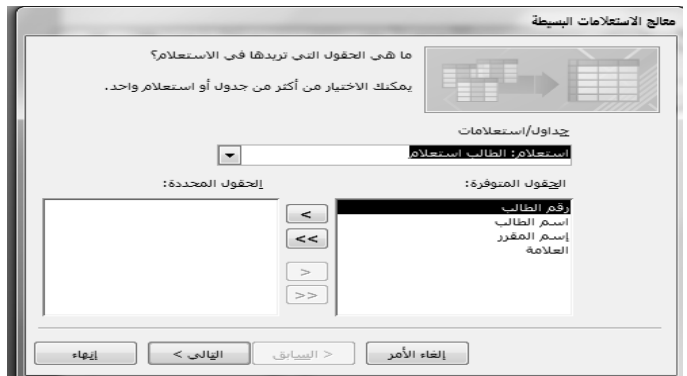 معالج الاستعلامات البسيطة
ما هي الحقول التي تريدها في الاستعلام؟
يمكنك الاختيار من أكثر من جدول أو استعلام واحد.
جداول/استعلامات
استعلام: الطالب استعلام
الحقول المتوفرة:
الحقول المحددة:
رقم الطالب
اسم الطالب
إسم المقرر
العلامة
>
>>
<
<<
إلغاء الأمر
< السابق
التالي >
إنهاء